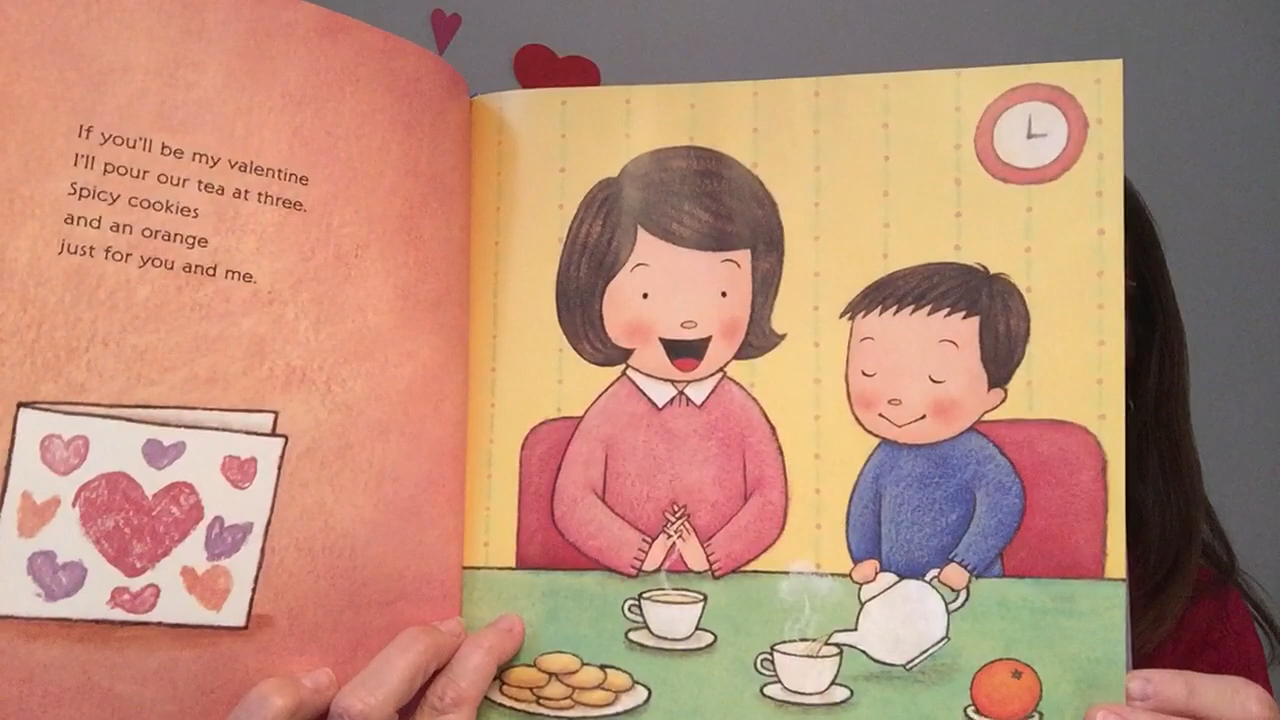 If you'll be my valentine
I'll pour our tea at three.
Spicy cookies
and an orange
just for you and me.